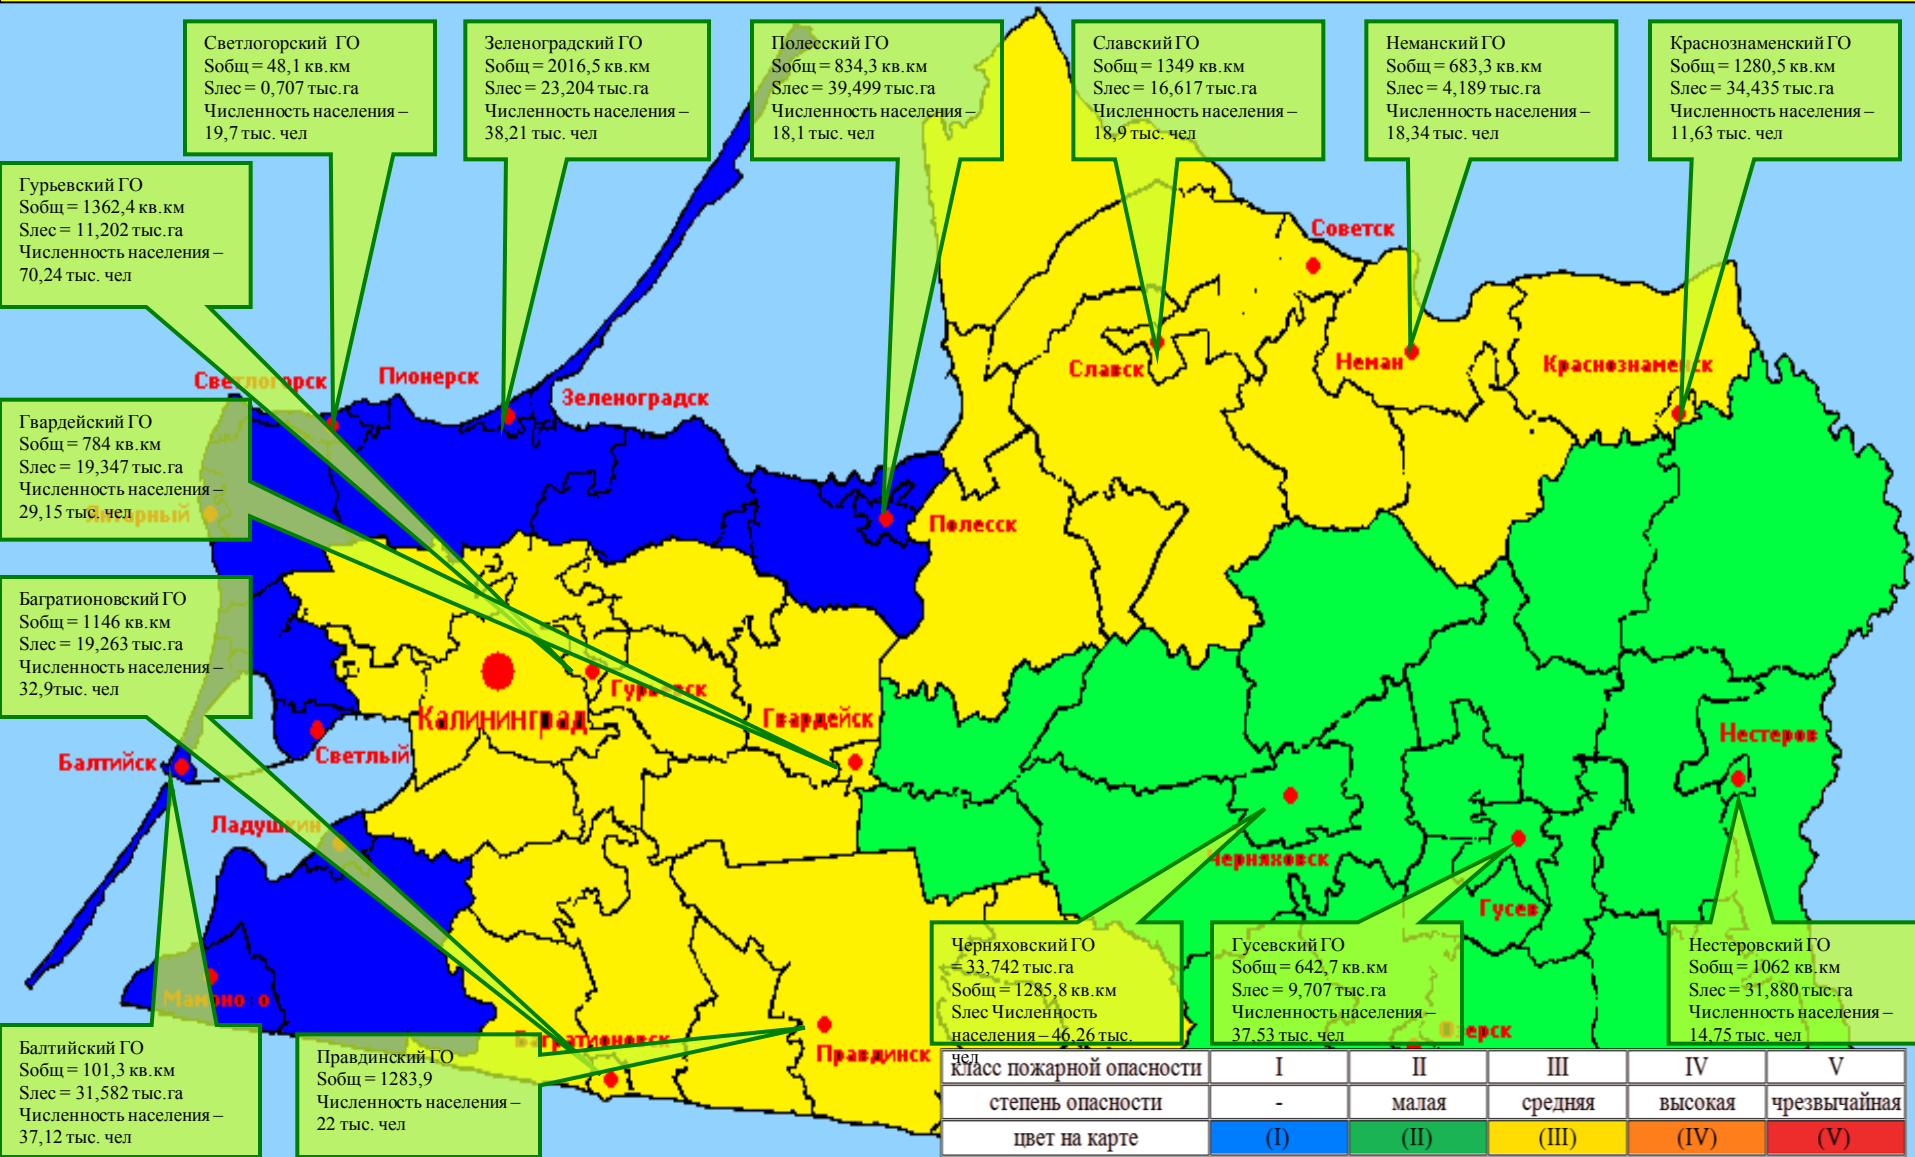 Светлогорский ГО
Sобщ = 48,1 кв.км
Sлес = 0,707 тыс.га
Численность населения –
19,7 тыс. чел
Зеленоградский ГО
Sобщ = 2016,5 кв.км
Sлес = 23,204 тыс.га
Численность населения –
38,21 тыс. чел
Полесский ГО
Sобщ = 834,3 кв.км
Sлес = 39,499 тыс.га
Численность населения –
18,1 тыс. чел
Славский ГО
Sобщ = 1349 кв.км
Sлес = 16,617 тыс.га
Численность населения –
18,9 тыс. чел
Неманский ГО
Sобщ = 683,3 кв.км
Sлес = 4,189 тыс.га
Численность населения –
18,34 тыс. чел
Краснознаменский ГО
Sобщ = 1280,5 кв.км
Sлес = 34,435 тыс.га
Численность населения –
11,63 тыс. чел
Гурьевский ГО
Sобщ = 1362,4 кв.км
Sлес = 11,202 тыс.га
Численность населения –
70,24 тыс. чел
Советск
Светлогорск
Пионерск
Зеленоградск
Славск
Неман
Краснознаменск
Гвардейский ГО
Sобщ = 784 кв.км
Sлес = 19,347 тыс.га
Численность населения –
29,15 тыс. чел
Янтарный
Полесск
Багратионовский ГО
Sобщ = 1146 кв.км
Sлес = 19,263 тыс.га
Численность населения –
32,9тыс. чел
Гурьевск
Калининград
Гвардейск
Нестеров
Балтийск
Светлый
Ладушкин
Черняховск
Гусев
Мамоново
Багратионовск
Правдинск
Озерск
Черняховский ГО
= 33,742 тыс.га
Sобщ = 1285,8 кв.км
Sлес Численность
населения – 46,26 тыс.
чел
Гусевский ГО
Sобщ = 642,7 кв.км
Sлес = 9,707 тыс.га
Численность населения –
37,53 тыс. чел
Нестеровский ГО
Sобщ = 1062 кв.км
Sлес = 31,880 тыс.га
Численность населения –
14,75 тыс. чел
Балтийский ГО
Sобщ = 101,3 кв.км
Sлес = 31,582 тыс.га
Численность населения –
37,12 тыс. чел
Правдинский ГО
Sобщ = 1283,9
Численность населения –
22 тыс. чел
класс пожарной опасности I II III IV V
степень опасности - малая средняя высокая чрезвычайная
цвет на карте (I) (II) (III) (IV) (V)